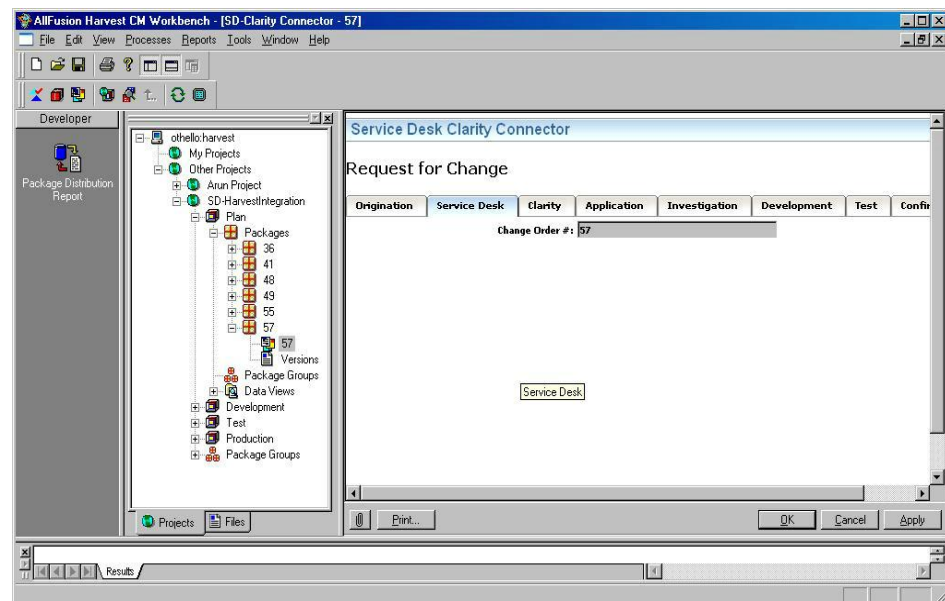 AllFusion Harvest CM Workbench - [SD-Clarity Connector - 57]
File Edit View Processes Reports Tools Window Help
Developer
Package Distribution
Report
othello:harvest
My Projects
Other Projects
Arun Project
SD-HarvestIntegration
Plan
Packages
36
41
48
49
55
57
57
Versions
Package Groups
Data Views
Development
Test
Production
Package Groups
Projects Files
Service Desk Clarity Connector
Request for Change
Origination Service Desk Clarity Application Investigation Development Test Confir
Change Order #: 57
Service Desk
Print... OK Cancel Apply
Results